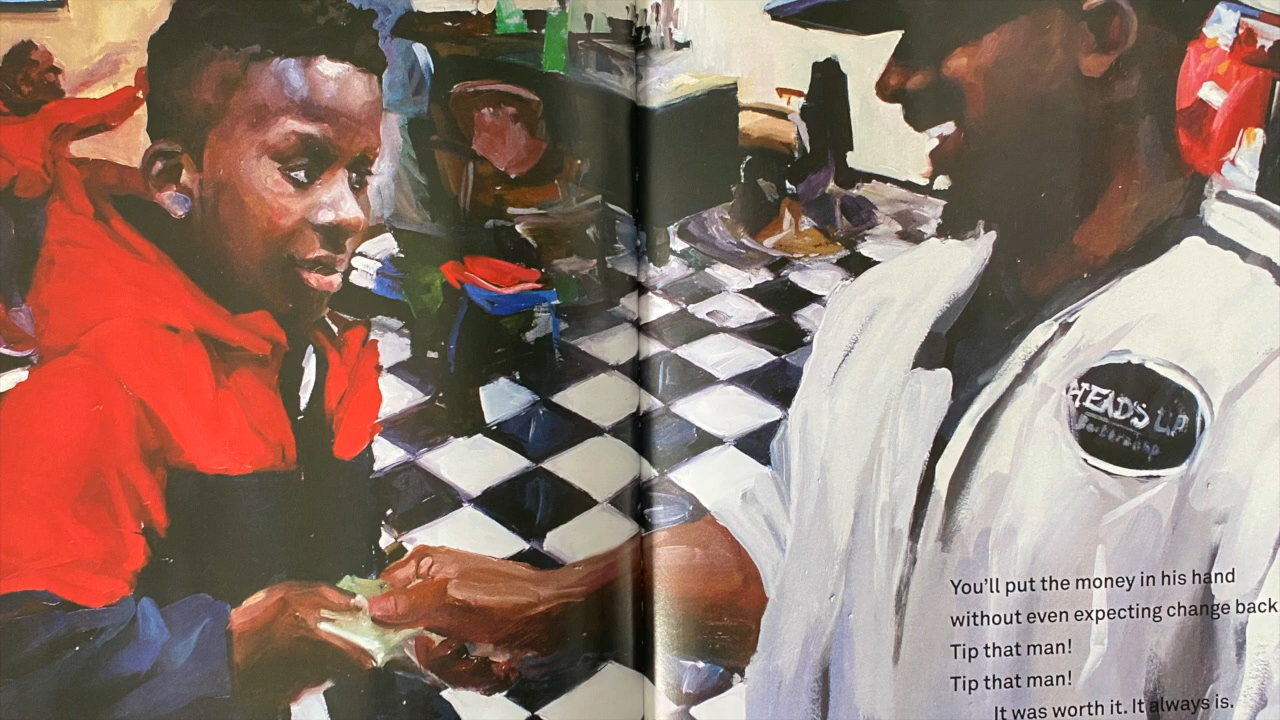 HEADS UP
Barbershop
You'll put the money in his hand
without even expecting change back
Tip that man!
Tip that man!
It was worth it. It always is.